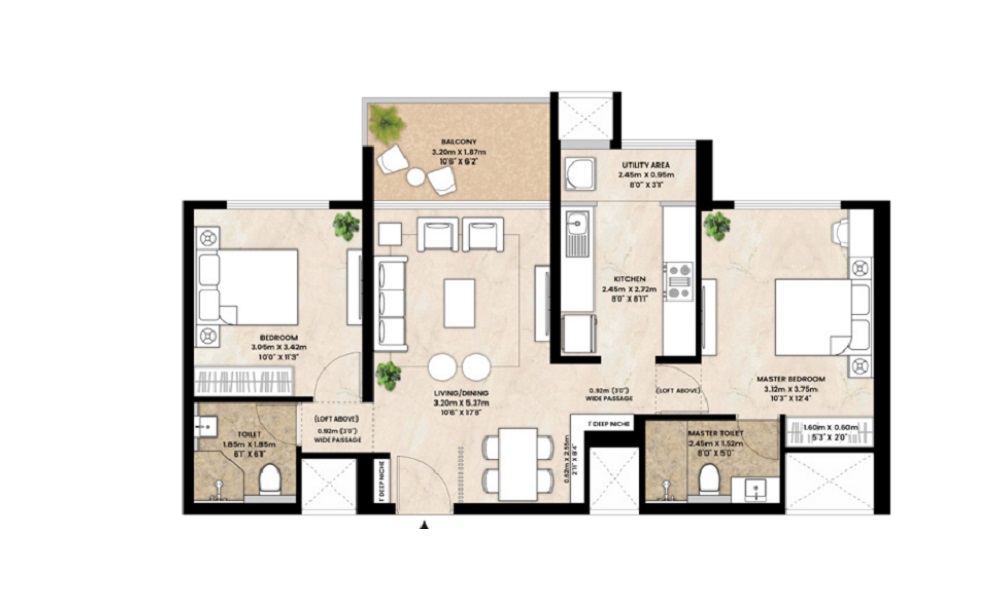 BALCONY
3.20m X 1.87m
10'6" X 6'2"
UTILITY AREA
2.45m X 0.95m
8'0" X 3'1"
KITCHEN
2.45m X 2.72m
8'0" X 8'11"
BEDROOM
3.05m X 3.42m
10'0" X 11'3"
LIVING/DINING
3.20m X 5.37m
10'6" X 17'8"
MASTER BEDROOM
3.12m X 3.75m
10'3" X 12'4"
0.92m (3'0")
WIDE PASSAGE
(LOFT ABOVE)
(LOFT ABOVE)
0.92m (3'0")
WIDE PASSAGE
TOILET
1.85m X 1.85m
6'1" X 6'1"
1' DEEP NICHE
1' DEEP NICHE
0.62m X 2.55m
2'1" X 8'4"
MASTER TOILET
2.45m X 1.52m
8'0" X 5'0"
1.60m X 0.60m
5'3" X 2'0"